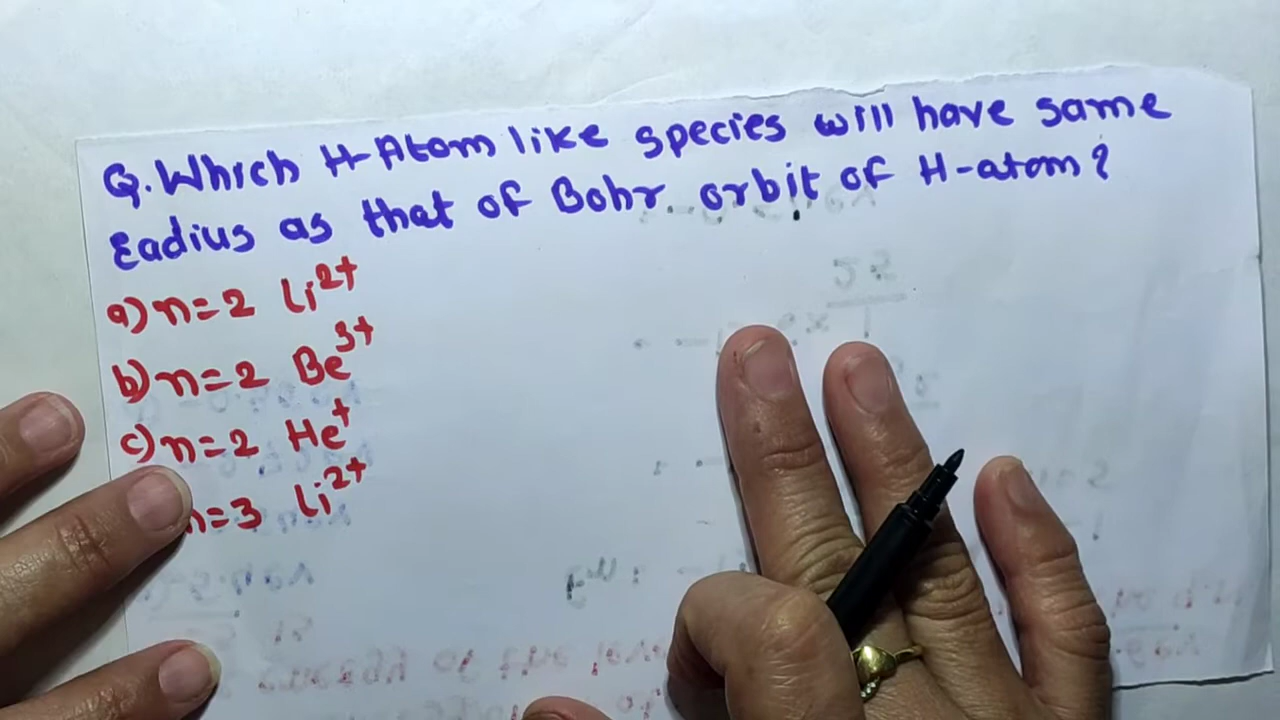 Q. Which H-Atom like species will have same
radius as that of Bohr orbit of H-atom?
a) n=2 Li²⁺
b) n=2 Be³⁺
c) n=2 He⁺
n=3 Li²⁺